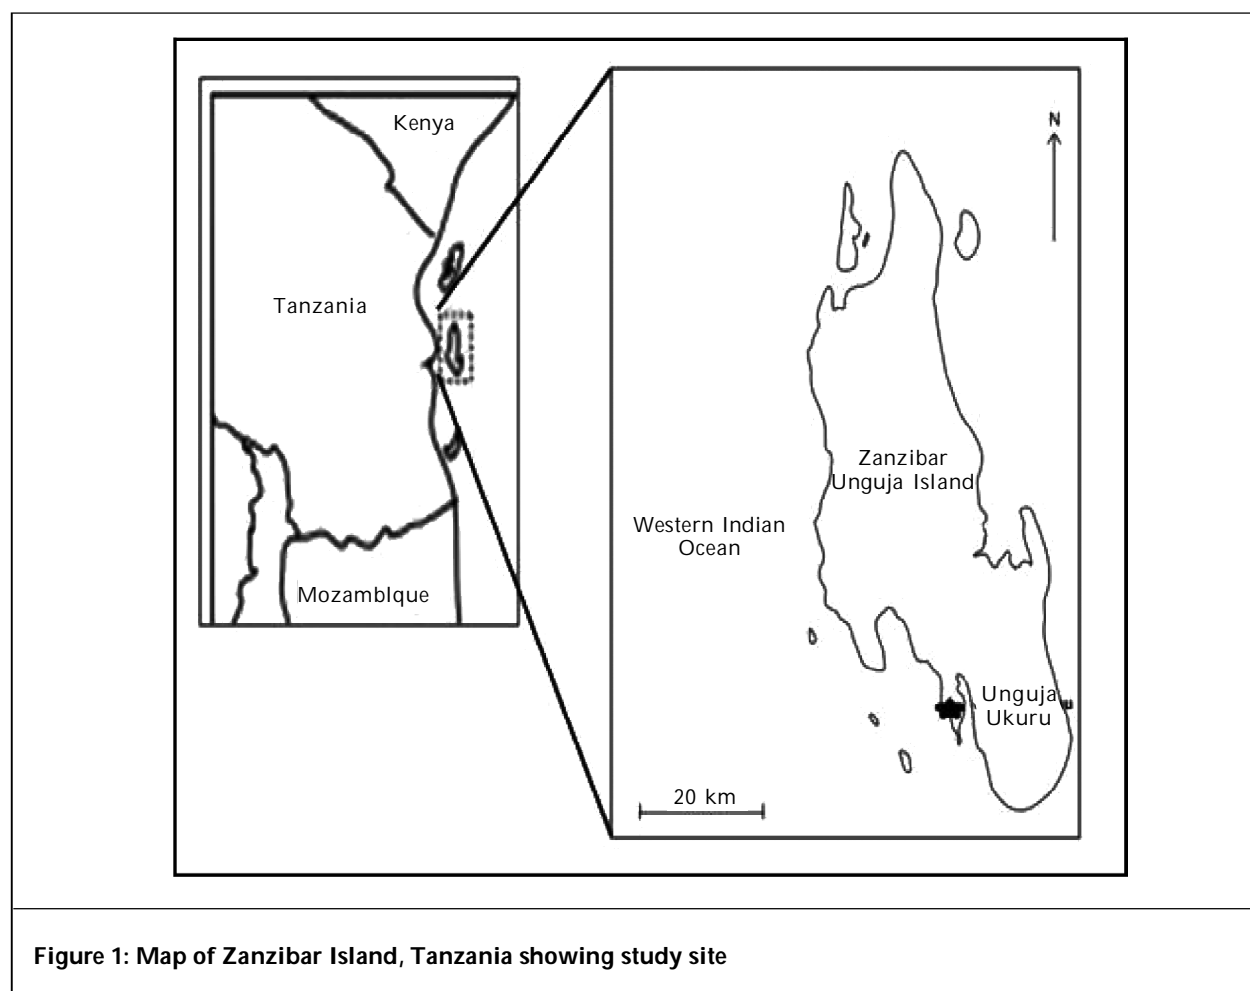 Kenya
Tanzania
Mozamblque
N
Zanzibar
Unguja Island
Western Indian
Ocean
Unguja
Ukuru
20 km
Figure 1: Map of Zanzibar Island, Tanzania showing study site